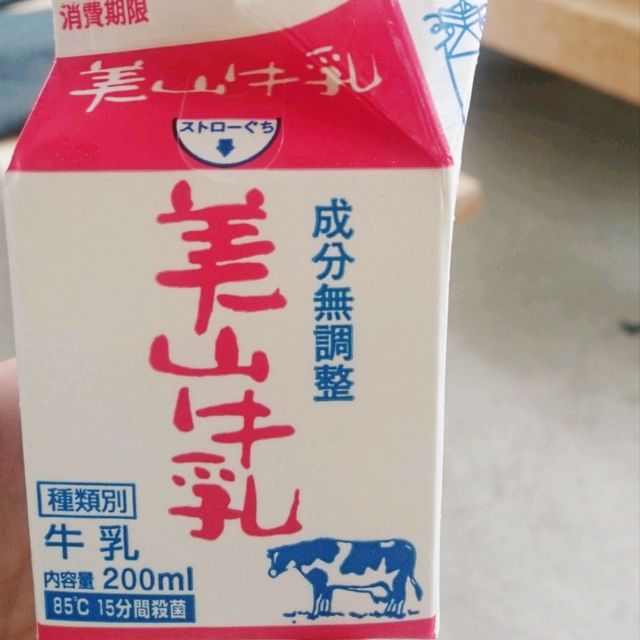 消費期限
美山牛乳
ストローぐち
美山牛乳
成分無調整
種類別
牛乳
内容量 200ml
85℃ 15分間殺菌